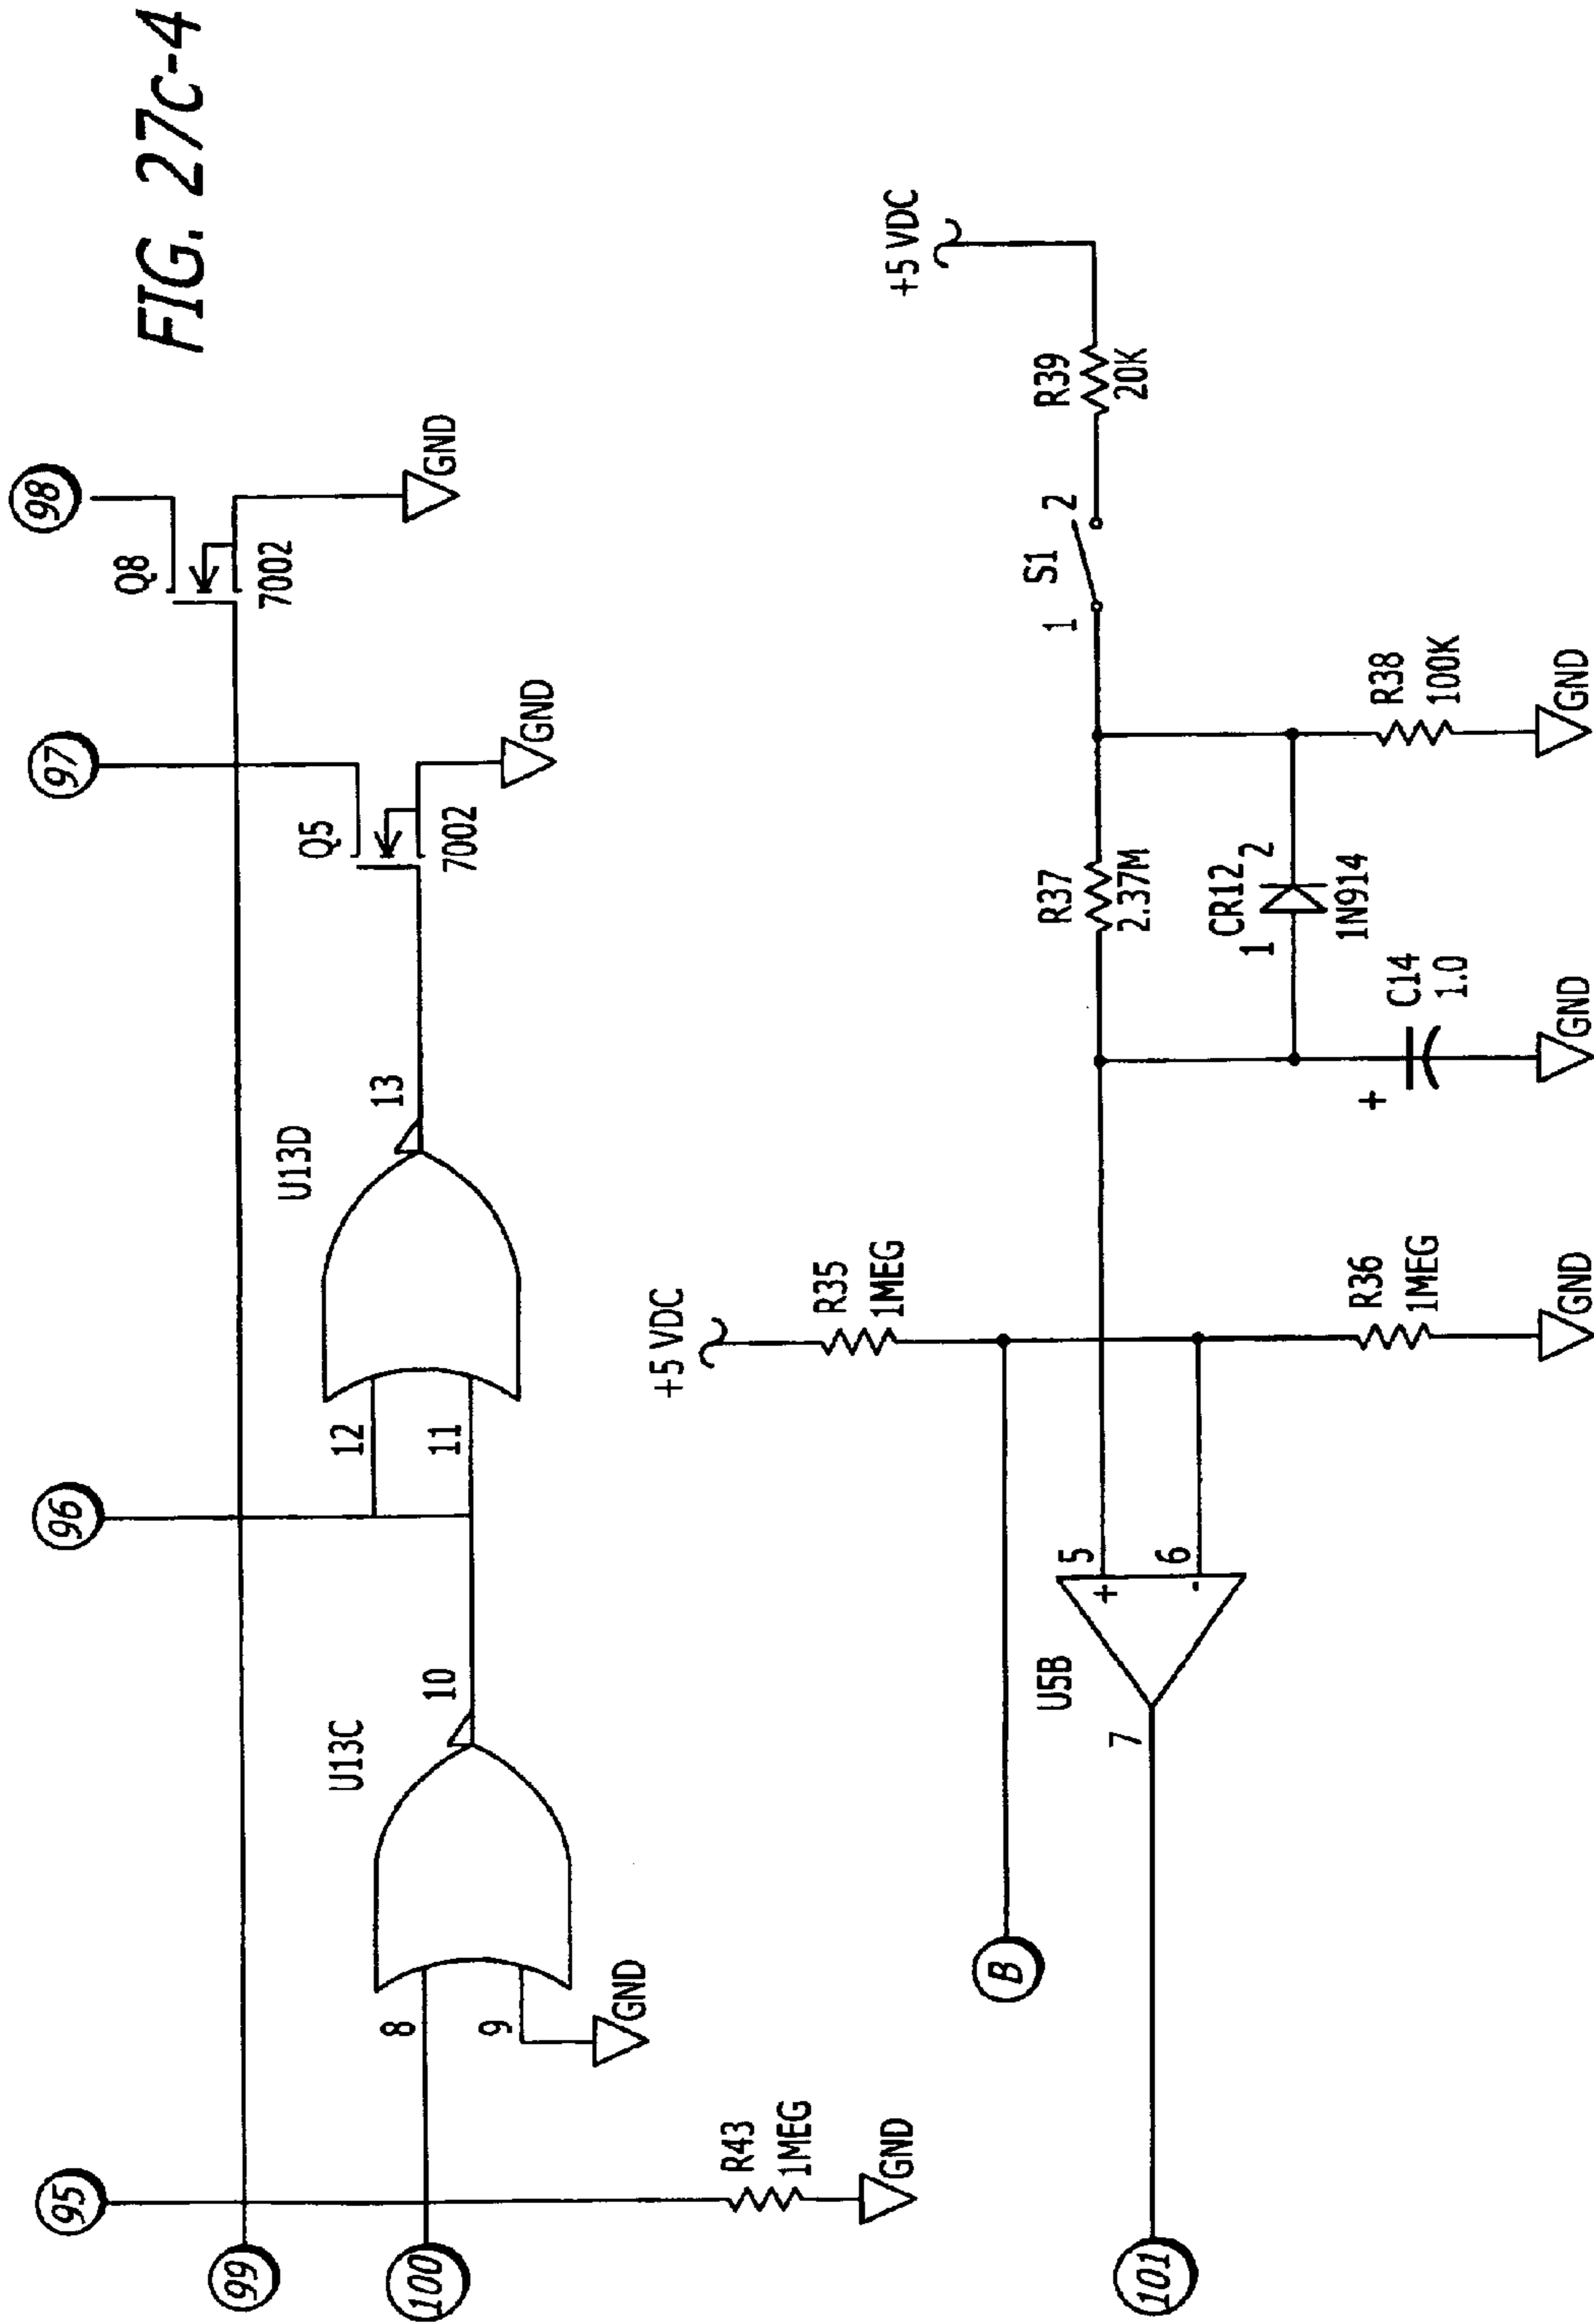 FIG. 27C-4
95
96
97
98
99
100
Q8
7002
GND
Q5
7002
GND
U13D
12
11
13
U13C
8
9
10
GND
R43
1MEG
GND
+5 VDC
R35
1MEG
B
U5B
5
+
6
-
7
101
R36
1MEG
GND
+5 VDC
R39
20K
S1
1
2
R37
2.37M
CR12
1
2
1N914
C14
1.0
+
GND
R38
100K
GND